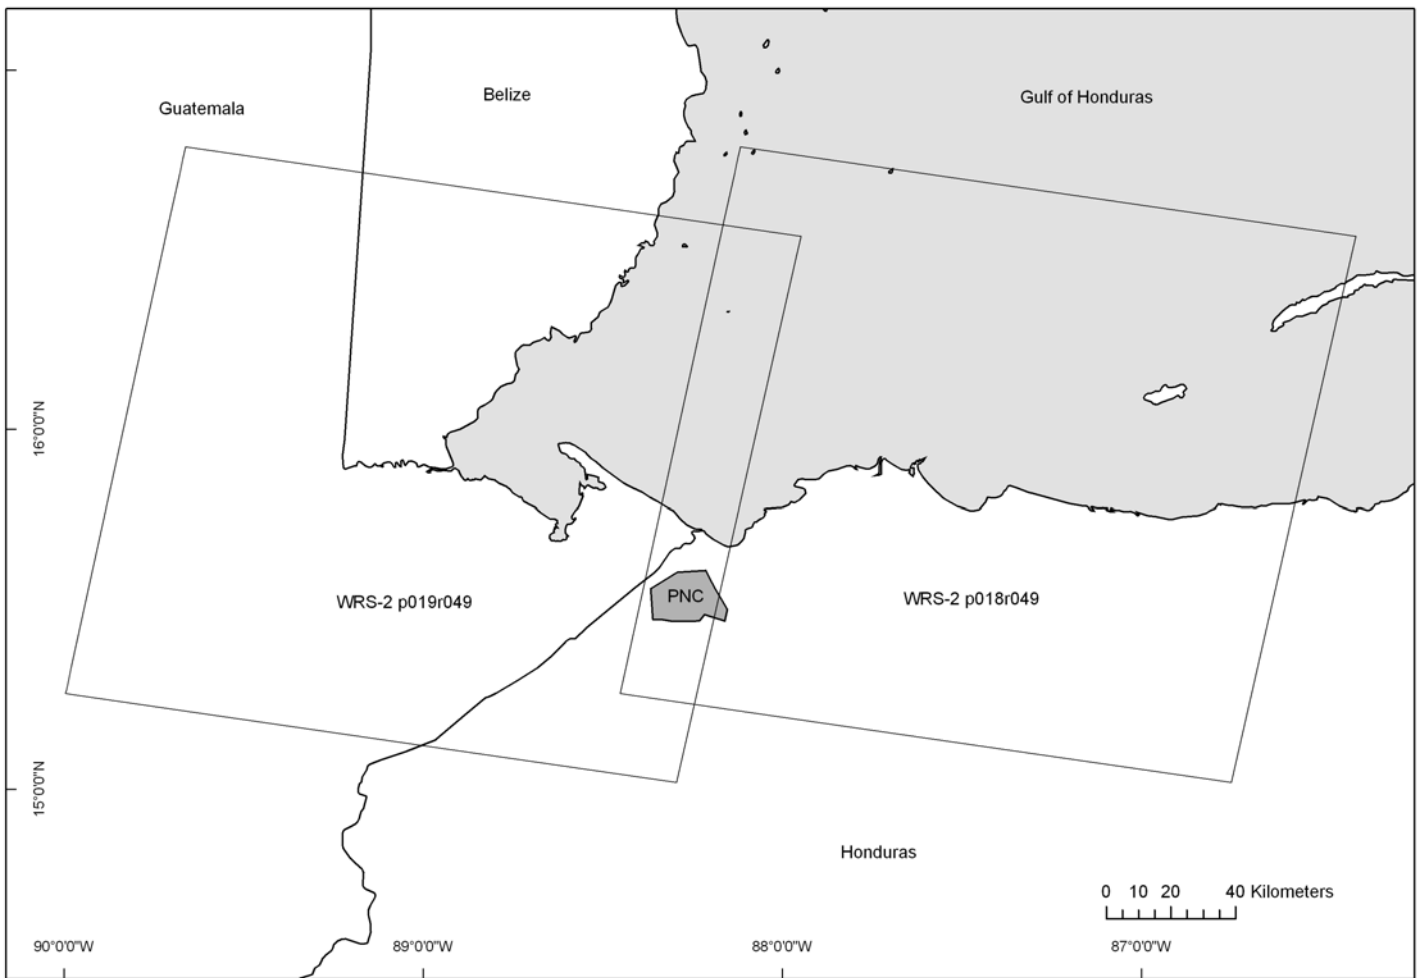 Belize
Guatemala
Gulf of Honduras
16°0'0"N
PNC
WRS-2 p019r049
WRS-2 p018r049
15°0'0"N
Honduras
0 10 20 40 Kilometers
90°0'0"W 89°0'0"W 88°0'0"W 87°0'0"W